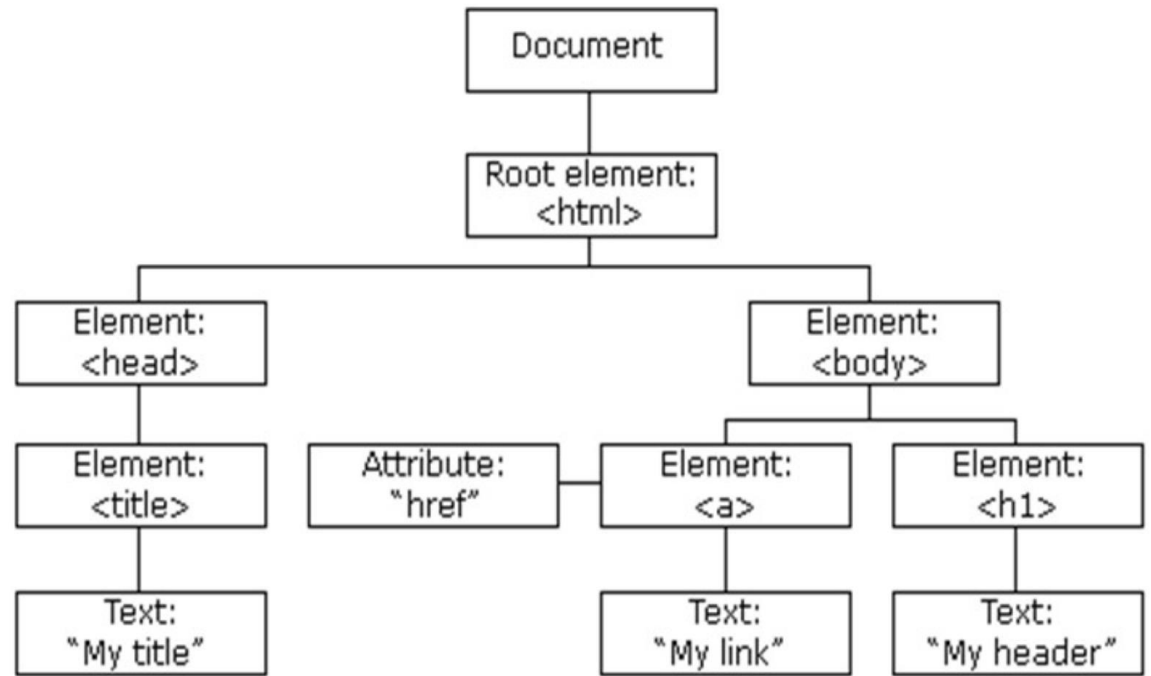 Document
Root element:
<html>
Element:
<head>
Element:
<body>
Element:
<title>
Attribute:
“href”
Element:
<a>
Element:
<h1>
Text:
“My title”
Text:
“My link”
Text:
“My header”